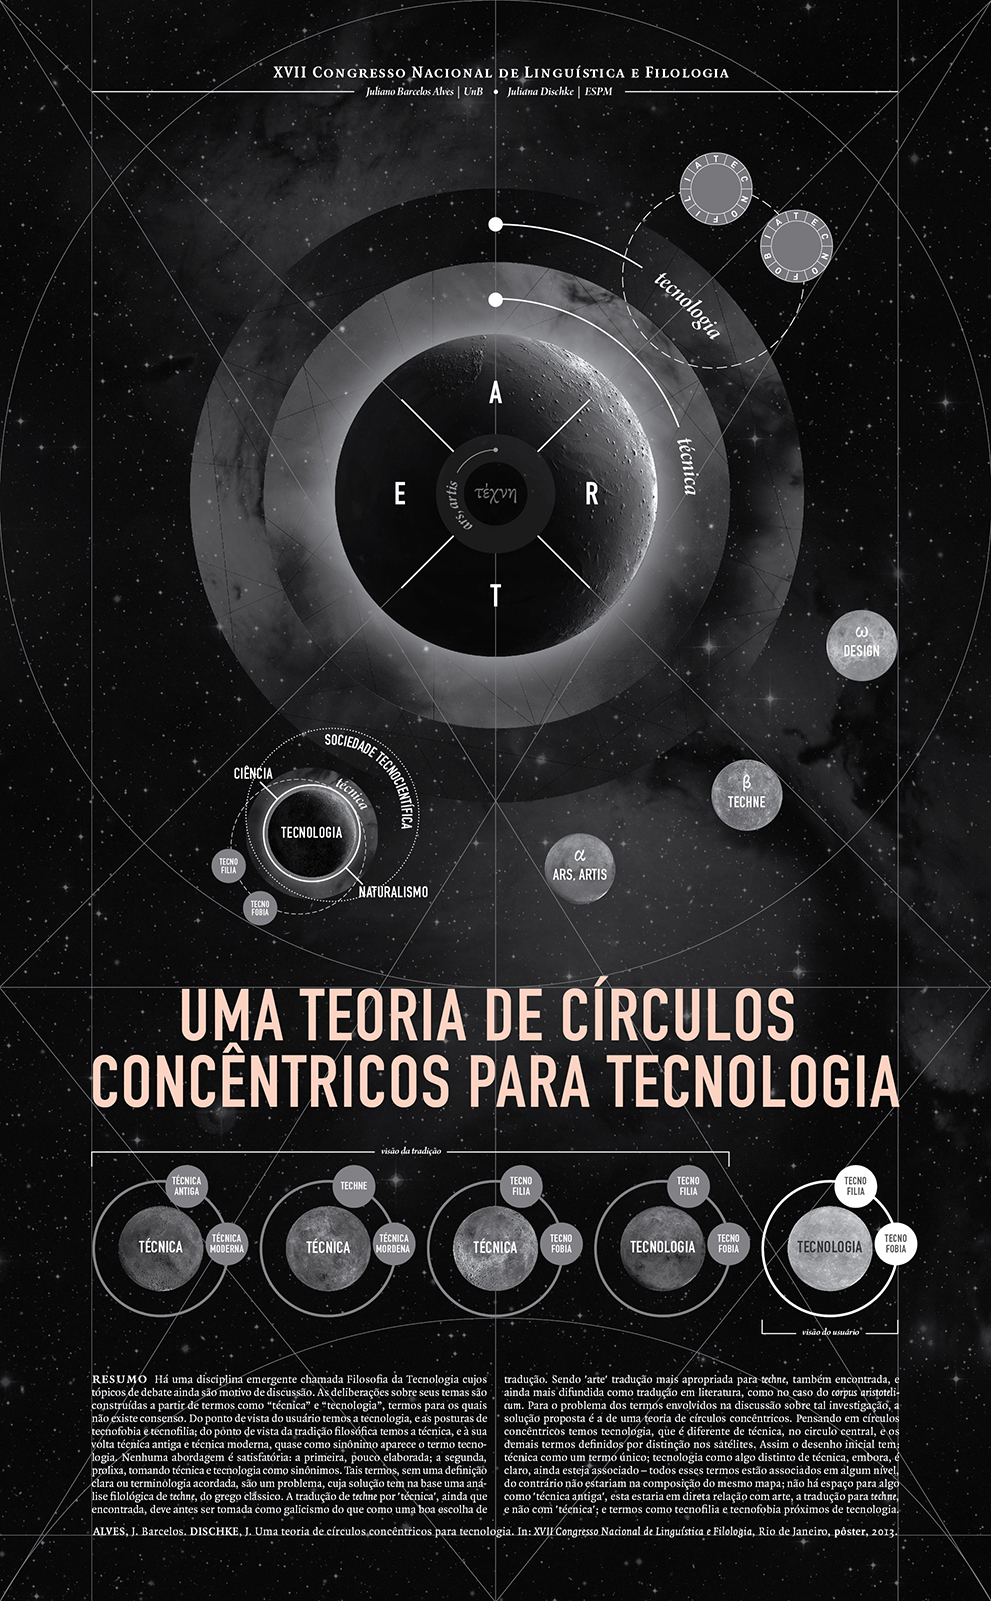 XVII Congresso Nacional de Linguística e Filologia
Juliano Barcelos Alves | UnB • Juliana Dischke | ESPM
TECNOFILIA
TECNOFOBIA
tecnologia
técnica
A
E
R
T
ars, artis
τέχνη
ω
DESIGN
β
TECHNE
α
ARS, ARTIS
SOCIEDADE TECNOCIENTÍFICA
CIÊNCIA
técnica
TECNOLOGIA
TECNO
FILIA
TECNO
FOBIA
NATURALISMO
UMA TEORIA DE CÍRCULOS
CONCÊNTRICOS PARA TECNOLOGIA
visão da tradição
TÉCNICA
ANTIGA
TÉCNICA
TÉCNICA
MODERNA
TECHNE
TÉCNICA
TÉCNICA
MORDENA
TECNO
FILIA
TÉCNICA
TECNO
FOBIA
TECNO
FILIA
TECNOLOGIA
TECNO
FOBIA
TECNO
FILIA
TECNOLOGIA
TECNO
FOBIA
visão do usuário
RESUMO Há uma disciplina emergente chamada Filosofia da Tecnologia cujos
tópicos de debate ainda são motivo de discussão. As deliberações sobre seus temas são
construídas a partir de termos como “técnica” e “tecnologia”, termos para os quais
não existe consenso. Do ponto de vista do usuário temos a tecnologia, e as posturas de
tecnofobia e tecnofilia; do ponto de vista da tradição filosófica temos a técnica, e à sua
volta técnica antiga e técnica moderna, quase como sinônimo aparece o termo tecno-
logia. Nenhuma abordagem é satisfatória: a primeira, pouco elaborada; a segunda,
prolixa, tomando técnica e tecnologia como sinônimos. Tais termos, sem uma definição
clara ou terminologia acordada, são um problema, cuja solução tem na base uma aná-
lise filológica de techne, do grego clássico. A tradução de techne por 'técnica', ainda que
encontrada, deve antes ser tomada como galicismo do que como uma boa escolha de
tradução. Sendo 'arte' tradução mais apropriada para techne, também encontrada, e
ainda mais difundida como tradução em literatura, como no caso do corpus aristoteli-
cum. Para o problema dos termos envolvidos na discussão sobre tal investigação, a
solução proposta é a de uma teoria de círculos concêntricos. Pensando em círculos
concêntricos temos tecnologia, que é diferente de técnica, no circulo central, e os
demais termos definidos por distinção nos satélites. Assim o desenho inicial tem:
técnica como um termo único; tecnologia como algo distinto de técnica, embora, é
claro, ainda esteja associado – todos esses termos estão associados em algum nível,
do contrário não estariam na composição do mesmo mapa; não há espaço para algo
como 'técnica antiga', esta estaria em direta relação com arte, a tradução para techne,
e não com 'técnica'; e termos como tecnofilia e tecnofobia próximos de tecnologia.
ALVES, J. Barcelos. DISCHKE, J. Uma teoria de círculos concêntricos para tecnologia. In: XVII Congresso Nacional de Linguística e Filologia, Rio de Janeiro, pôster, 2013.